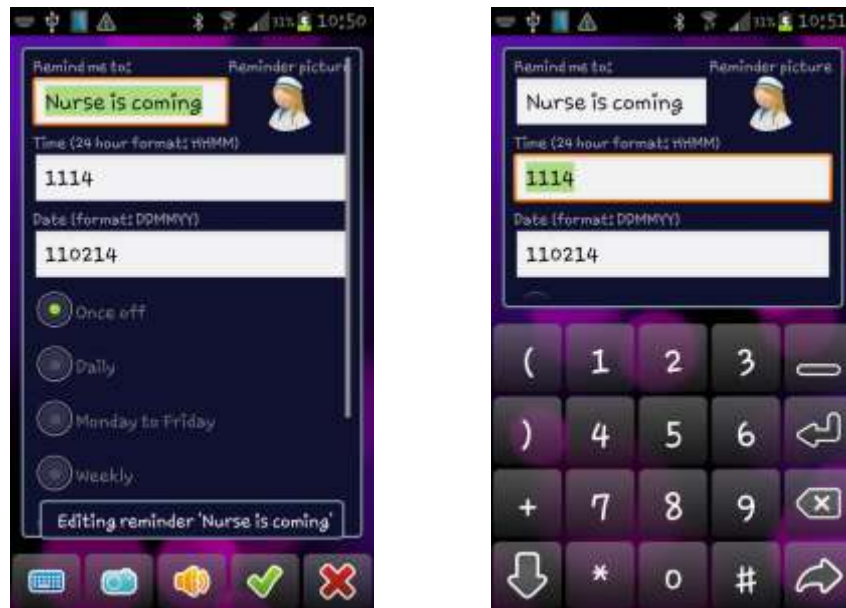 31% 10:50
Remind me to: Reminder picture
Nurse is coming
Time (24 hour format: HHMM)
1114
Date (format: DDMMYY)
110214
Once off
Daily
Monday to Friday
Weekly
Editing reminder 'Nurse is coming'
31% 10:51
Remind me to: Reminder picture
Nurse is coming
Time (24 hour format: HHMM)
1114
Date (format: DDMMYY)
110214
( 1 2 3
) 4 5 6
+ 7 8 9
* 0 #